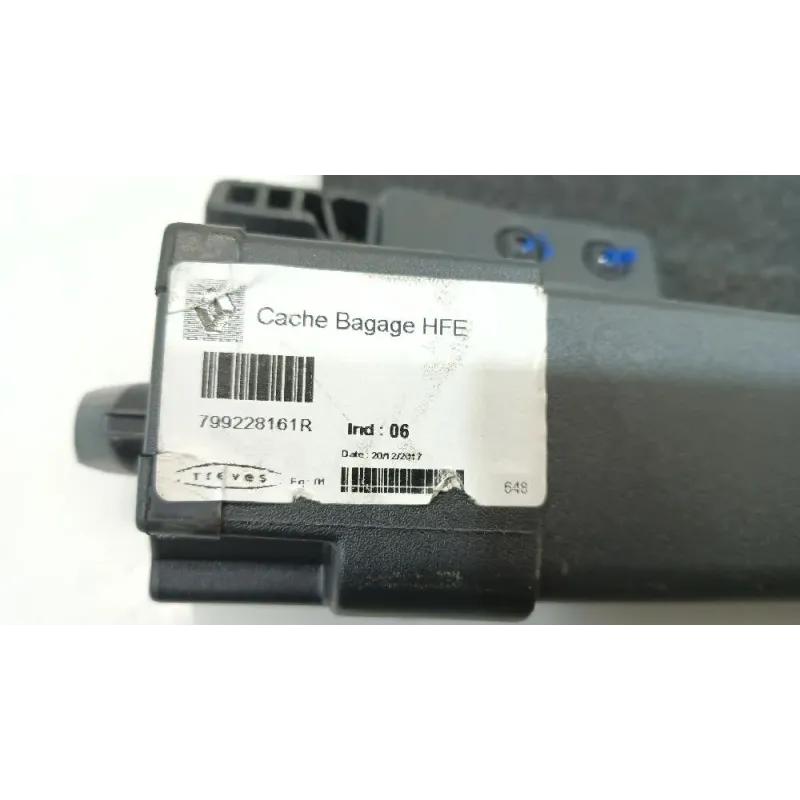 Cache Bagage HFE
799228161R
Ind : 06
Date : 20/12/2017
Treves
648